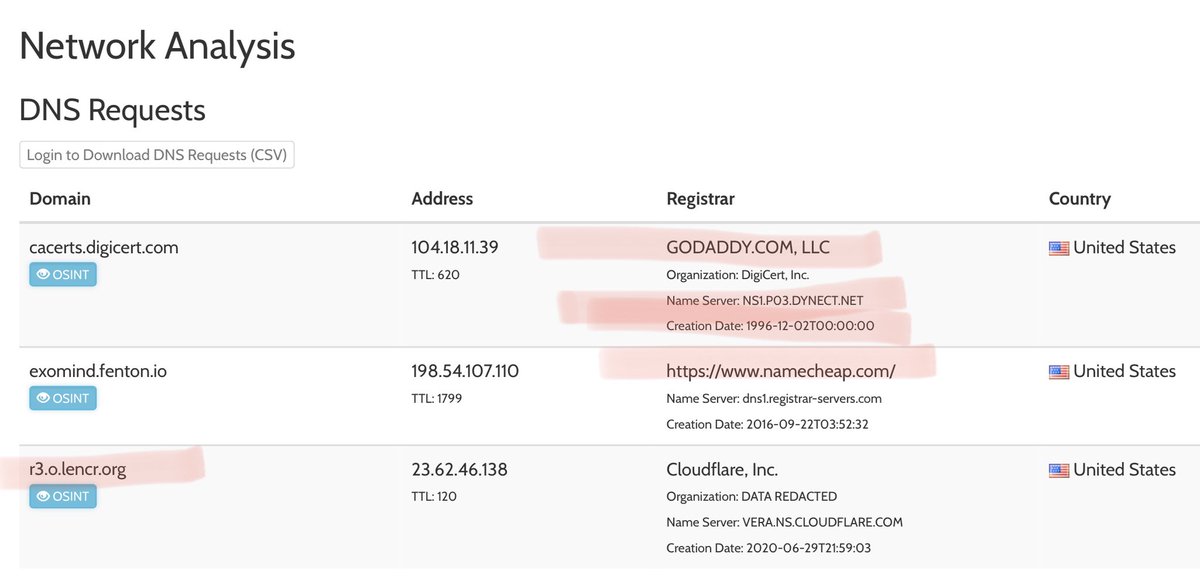 Network Analysis
DNS Requests
Login to Download DNS Requests (CSV)
Domain Address Registrar Country
cacerts.digicert.com 104.18.11.39 GODADDY.COM, LLC United States
OSINT TTL: 620 Organization: DigiCert, Inc.
Name Server: NS1.P03.DYNECT.NET
Creation Date: 1996-12-02T00:00:00
exomind.fenton.io 198.54.107.110 https://www.namecheap.com/ United States
OSINT TTL: 1799 Name Server: dns1.registrar-servers.com
Creation Date: 2016-09-22T03:52:32
r3.o.lencr.org 23.62.46.138 Cloudflare, Inc. United States
OSINT TTL: 120 Organization: DATA REDACTED
Name Server: VERA.NS.CLOUDFLARE.COM
Creation Date: 2020-06-29T21:59:03